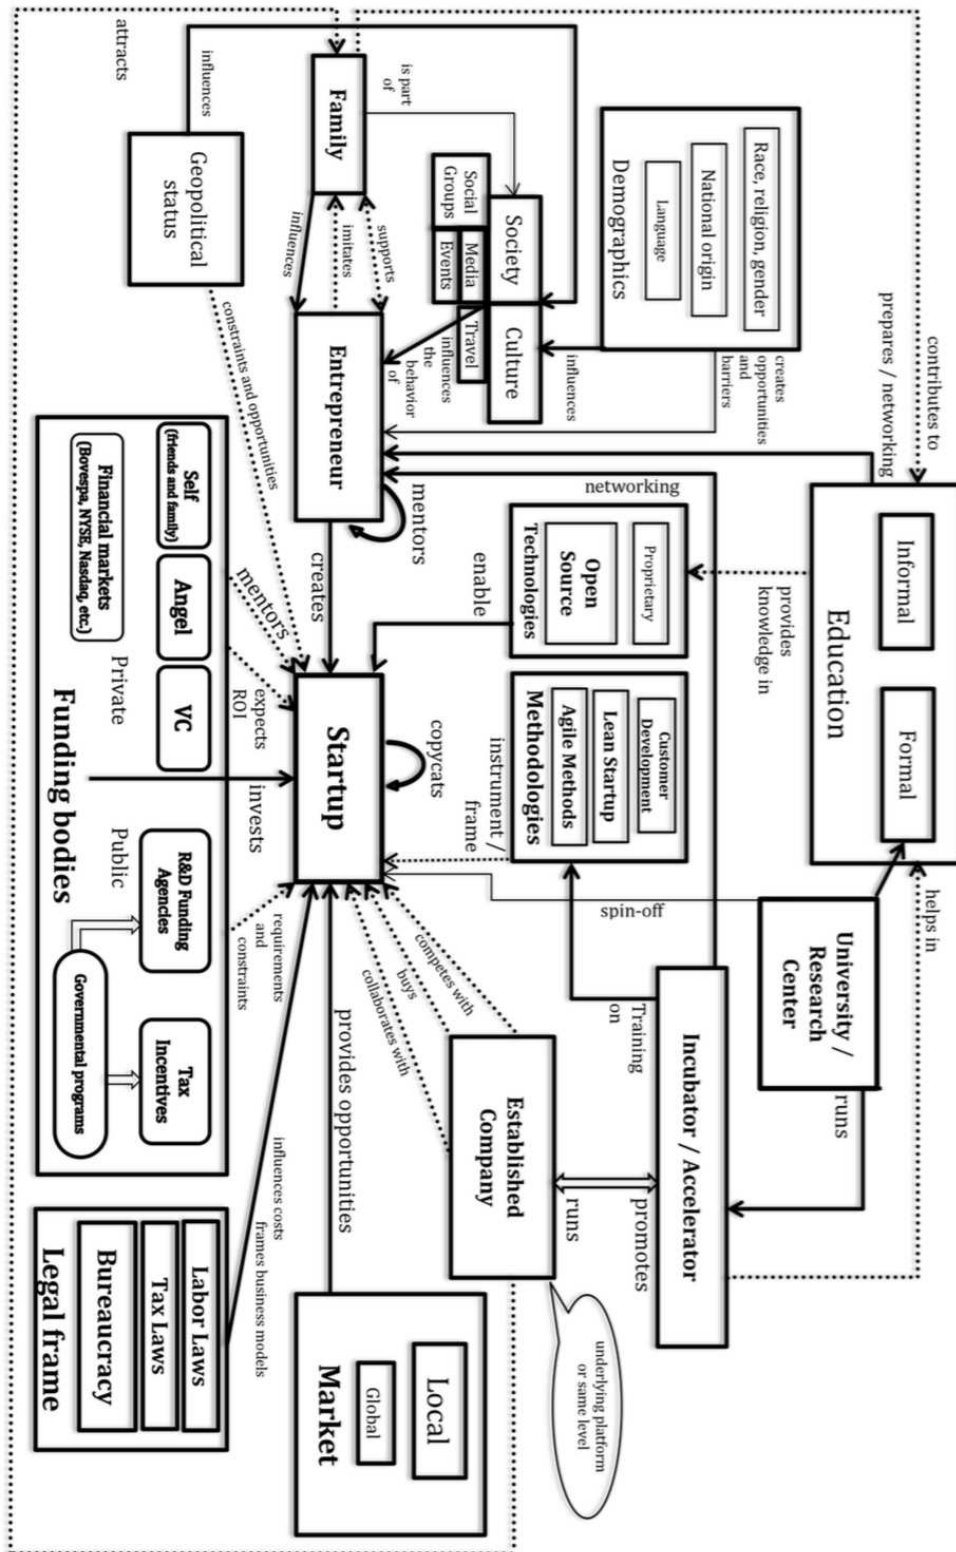 contributes to
prepares / networking
Informal
Formal
Education
helps in
Race, religion, gender
National origin
Language
Demographics
creates
opportunities
and
barriers
influences
provides
knowledge in
University /
Research
Center
runs
networking
Proprietary
Open
Source
Technologies
enable
Customer
Development
Lean Startup
Agile Methods
Methodologies
instrument /
frame
spin-off
Incubator / Accelerator
Training
on
promotes
runs
underlying platform
or same level
is part
of
Society
Culture
Social
Groups
Media
Events
Travel
influences
the
behavior
of
Established
Company
competes with
buys
collaborates with
Family
supports
imitates
influences
Entrepreneur
mentors
creates
Startup
copycats
provides opportunities
Local
Global
Market
attracts
influences
Geopolitical
status
constraints and opportunities
mentors
expects
ROI
invests
requirements
and
constraints
influences costs
frames business models
Self
(friends and family)
Angel
VC
Financial markets
(Bovespa, NYSE, Nasdaq, etc.)
Private
R&D Funding
Agencies
Tax
Incentives
Public
Governmental programs
Funding bodies
Labor Laws
Tax Laws
Bureaucracy
Legal frame